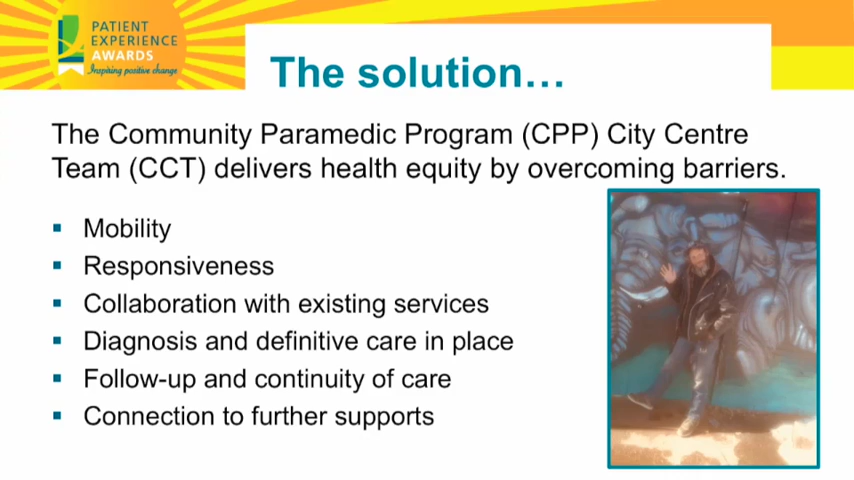 PATIENT
EXPERIENCE
AWARDS
Inspiring positive change
The solution...
The Community Paramedic Program (CPP) City Centre
Team (CCT) delivers health equity by overcoming barriers.
Mobility
Responsiveness
Collaboration with existing services
Diagnosis and definitive care in place
Follow-up and continuity of care
Connection to further supports